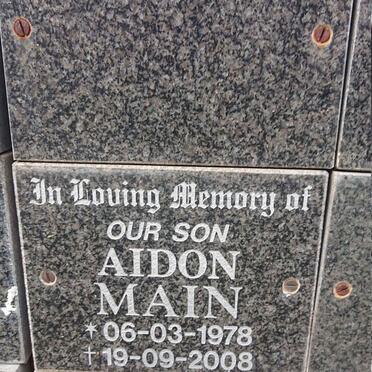 In Loving Memory of
OUR SON
AIDON
MAIN
* 06-03-1978
† 19-09-2008